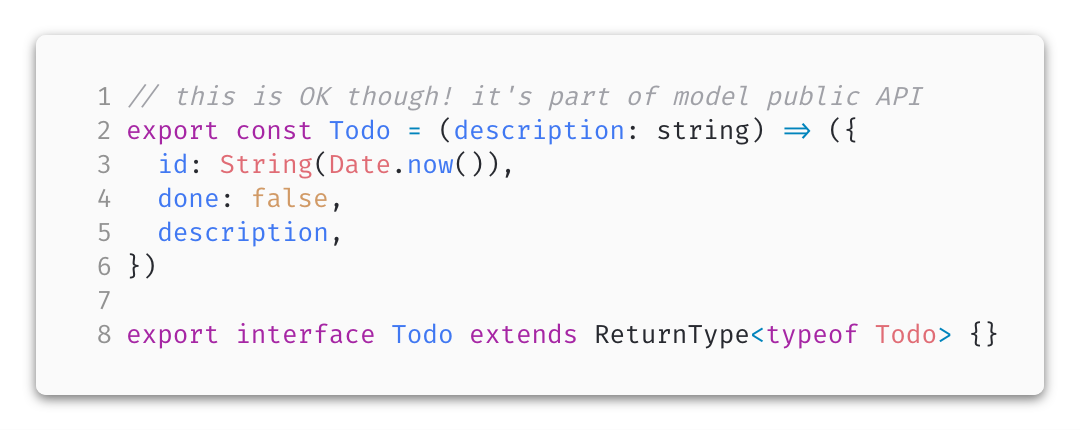 1 // this is OK though! it's part of model public API
2 export const Todo = (description: string) => ({
3   id: String(Date.now()),
4   done: false,
5   description,
6 })
7
8 export interface Todo extends ReturnType<typeof Todo> {}